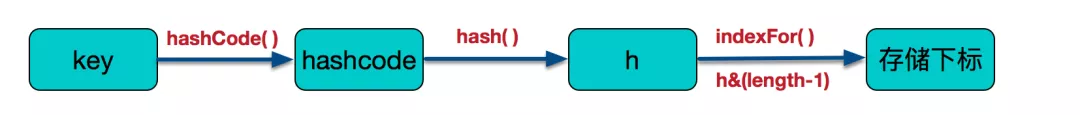 key
hashCode( )
hashcode
hash( )
h
indexFor( )
h&(length-1)
存储下标